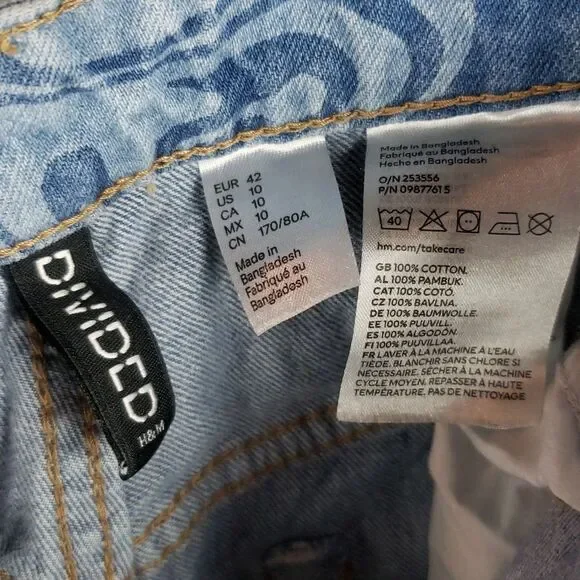 DIVIDED
H&M
EUR 42
US 10
CA 10
MX 10
CN 170/80A
Made in
Bangladesh
Fabriqué au
Bangladesh
Made in Bangladesh
Fabriqué au Bangladesh
Hecho en Bangladesh
O/N 253556
P/N 09877615
40
hm.com/takecare
GB 100% COTTON.
AL 100% PAMBUK.
CAT 100% COTÓ.
CZ 100% BAVLNA.
DE 100% BAUMWOLLE.
EE 100% PUUVILL.
ES 100% ALGODÓN.
FI 100% PUUVILLAA.
FR LAVER À LA MACHINE À L'EAU
TIÈDE. BLANCHIR SANS CHLORE SI
NÉCESSAIRE. SÉCHER À LA MACHINE
CYCLE MOYEN. REPASSER À HAUTE
TEMPÉRATURE. PAS DE NETTOYAGE